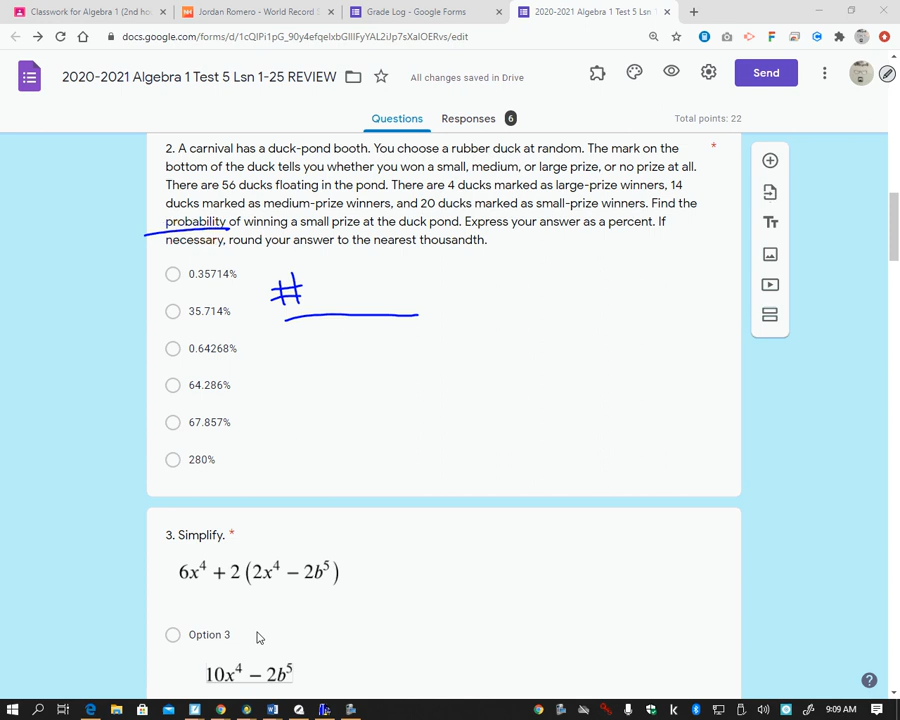 Classwork for Algebra 1 (2nd ho
Jordan Romero - World Record S
Grade Log - Google Forms
2020-2021 Algebra 1 Test 5 Lsn 1
docs.google.com/forms/d/1cQlPi1pG_90y4efqelxbGlIIFyYAL2iJp7sXalOERvs/edit
2020-2021 Algebra 1 Test 5 Lsn 1-25 REVIEW
All changes saved in Drive
Send
Questions
Responses 6
Total points: 22
2. A carnival has a duck-pond booth. You choose a rubber duck at random. The mark on the *
bottom of the duck tells you whether you won a small, medium, or large prize, or no prize at all.
There are 56 ducks floating in the pond. There are 4 ducks marked as large-prize winners, 14
ducks marked as medium-prize winners, and 20 ducks marked as small-prize winners. Find the
probability of winning a small prize at the duck pond. Express your answer as a percent. If
necessary, round your answer to the nearest thousandth.
0.35714%
#
35.714%
0.64268%
64.286%
67.857%
280%
3. Simplify. *
6x⁴ + 2 (2x⁴ − 2b⁵)
Option 3
10x⁴ − 2b⁵
9:09 AM